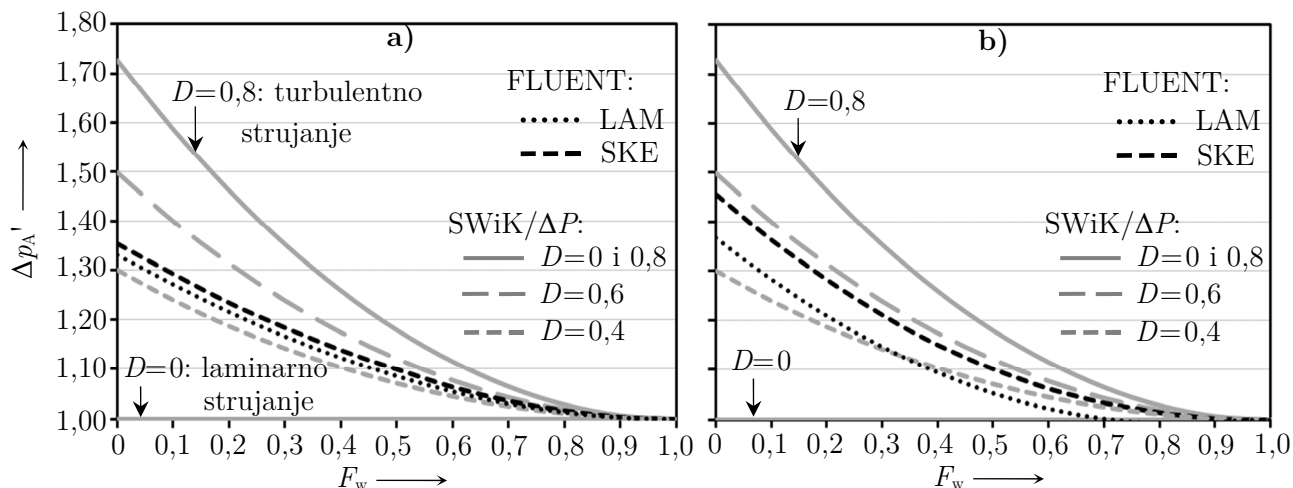 a)
1,80
1,70
1,60
1,50
1,40
1,30
1,20
1,10
1,00
ΔpA'
D=0,8: turbulentno
strujanje
FLUENT:
LAM
SKE
SWiK/ΔP:
D=0 i 0,8
D=0,6
D=0,4
D=0: laminarno
strujanje
0 0,1 0,2 0,3 0,4 0,5 0,6 0,7 0,8 0,9 1,0
Fw
b)
D=0,8
FLUENT:
LAM
SKE
SWiK/ΔP:
D=0 i 0,8
D=0,6
D=0,4
D=0
0 0,1 0,2 0,3 0,4 0,5 0,6 0,7 0,8 0,9 1,0
Fw